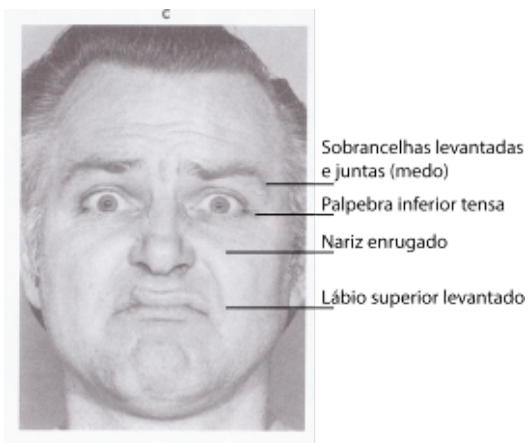 c
Sobrancelhas levantadas
e juntas (medo)
Palpebra inferior tensa
Nariz enrugado
Lábio superior levantado